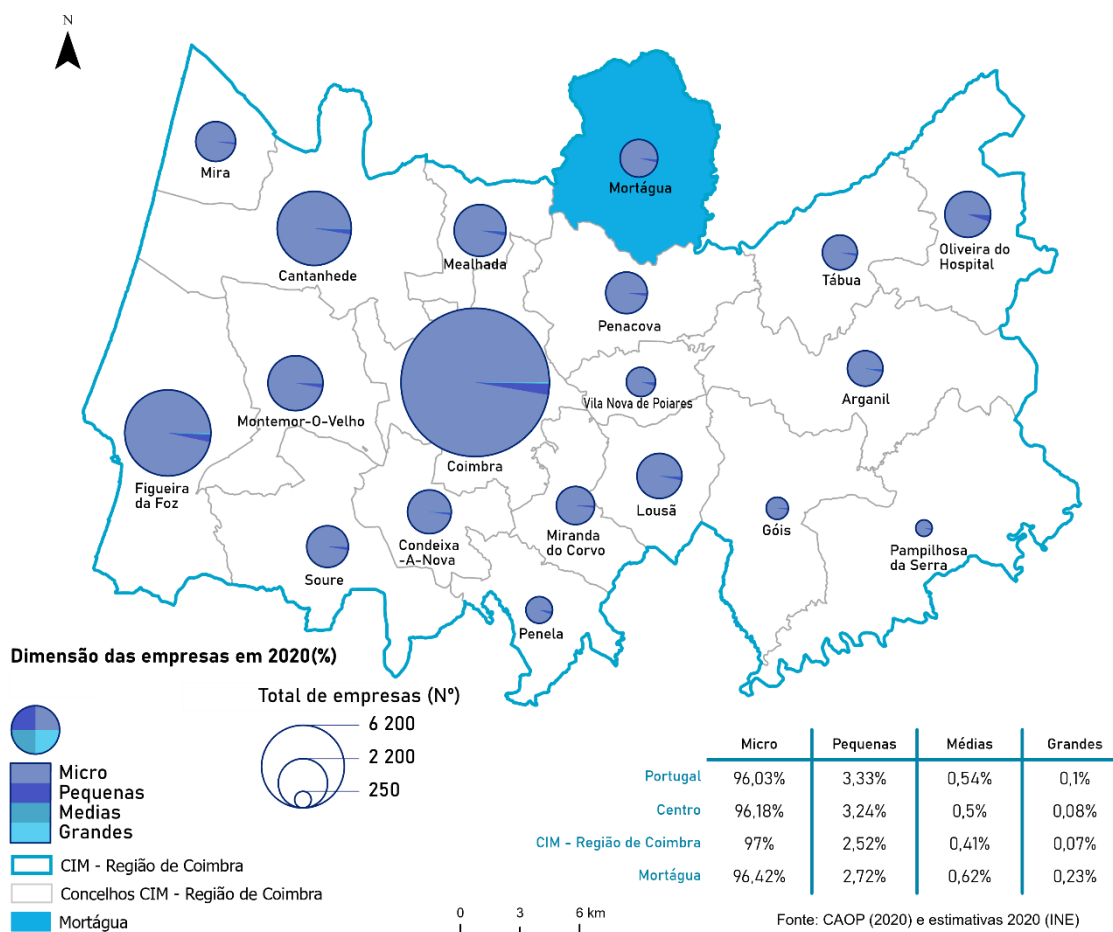 N
Mira
Mortágua
Cantanhede
Mealhada
Oliveira do
Hospital
Tábua
Penacova
Vila Nova de Poiares
Arganil
Montemor-O-Velho
Coimbra
Figueira
da Foz
Lousã
Góis
Miranda
do Corvo
Condeixa
-A-Nova
Pampilhosa
da Serra
Soure
Penela
Dimensão das empresas em 2020(%)
Total de empresas (Nº)
6 200
2 200
250
Micro
Pequenas
Medias
Grandes
CIM - Região de Coimbra
Concelhos CIM - Região de Coimbra
Mortágua
0 3 6 km
Micro Pequenas Médias Grandes
Portugal 96,03% 3,33% 0,54% 0,1%
Centro 96,18% 3,24% 0,5% 0,08%
CIM - Região de Coimbra 97% 2,52% 0,41% 0,07%
Mortágua 96,42% 2,72% 0,62% 0,23%
Fonte: CAOP (2020) e estimativas 2020 (INE)